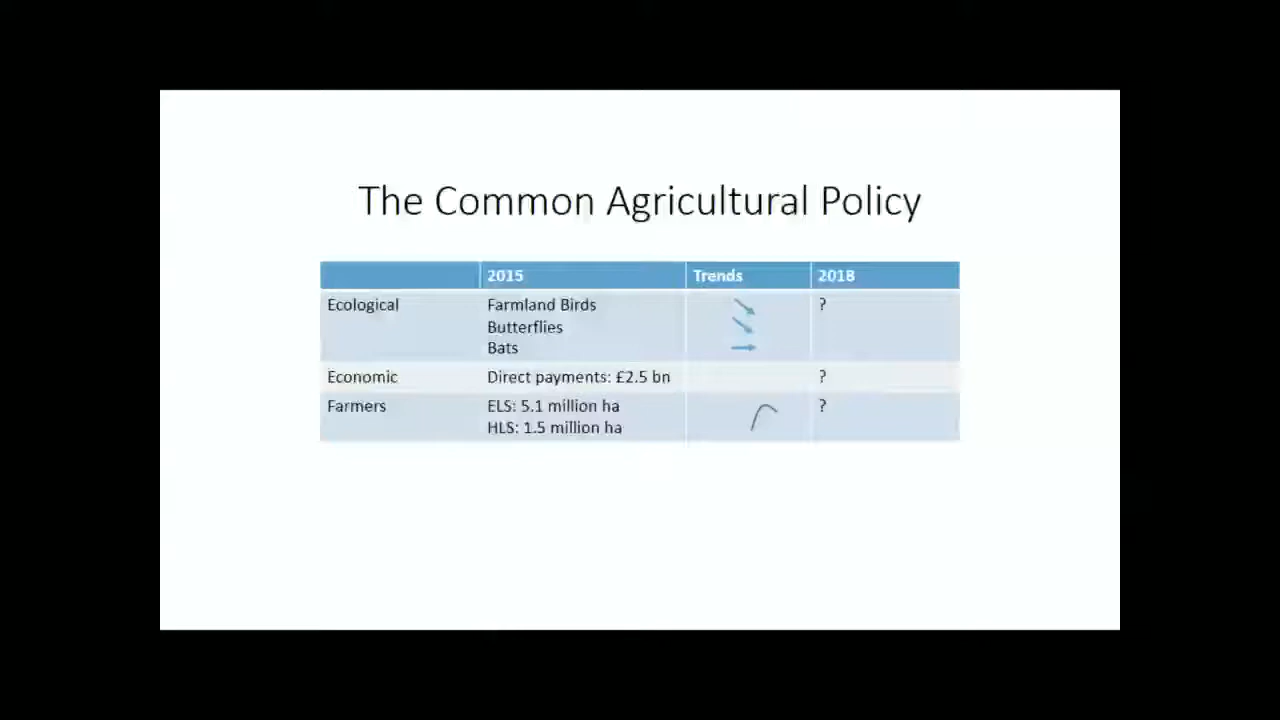 The Common Agricultural Policy
2015 Trends 2018
Ecological Farmland Birds ?
Butterflies
Bats
Economic Direct payments: £2.5 bn ?
Farmers ELS: 5.1 million ha ?
HLS: 1.5 million ha